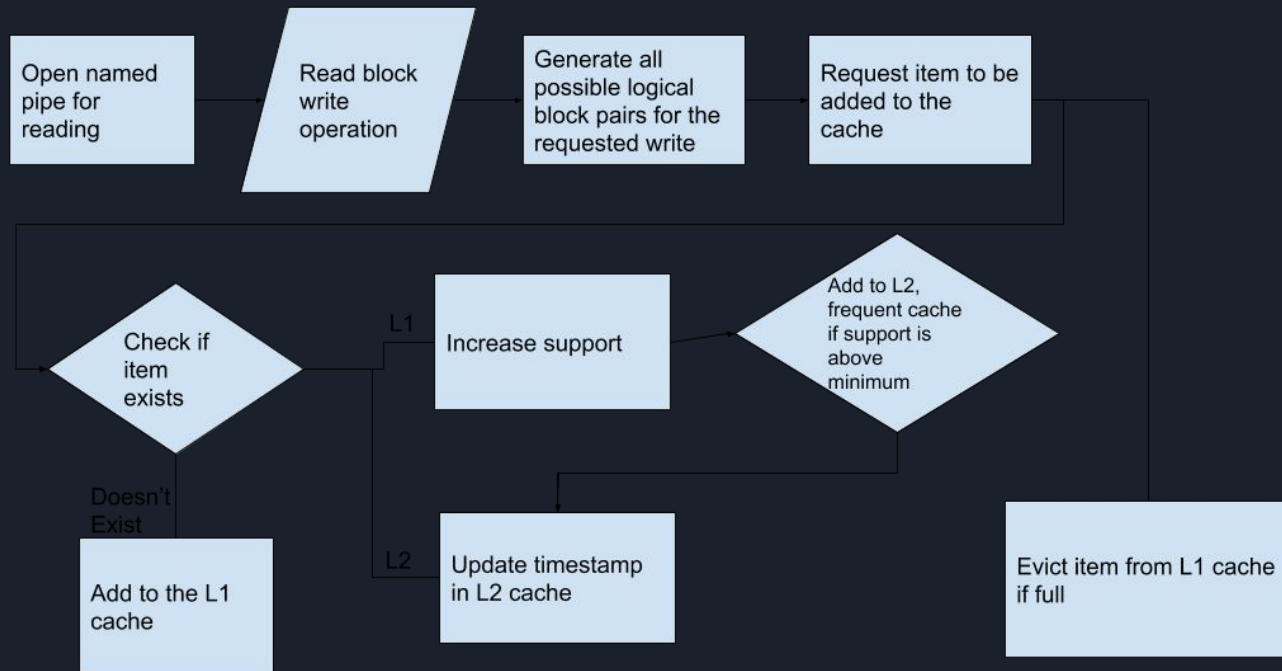 Open named
pipe for
reading
Read block
write
operation
Generate all
possible logical
block pairs for the
requested write
Request item to be
added to the
cache
Check if
item
exists
L1
Increase support
Add to L2,
frequent cache
if support is
above
minimum
Doesn't
Exist
Add to the L1
cache
L2
Update timestamp
in L2 cache
Evict item from L1 cache
if full